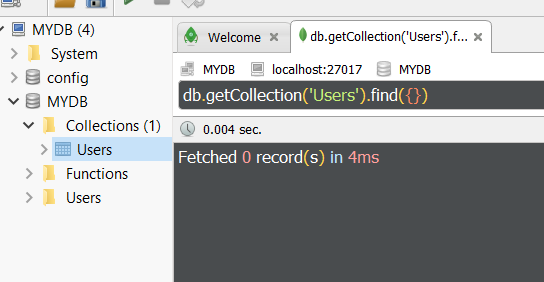 MYDB (4)
System
config
MYDB
Collections (1)
Users
Functions
Users
Welcome ×
db.getCollection('Users').f... ×
MYDB localhost:27017 MYDB
db.getCollection('Users').find({})
0.004 sec.
Fetched 0 record(s) in 4ms